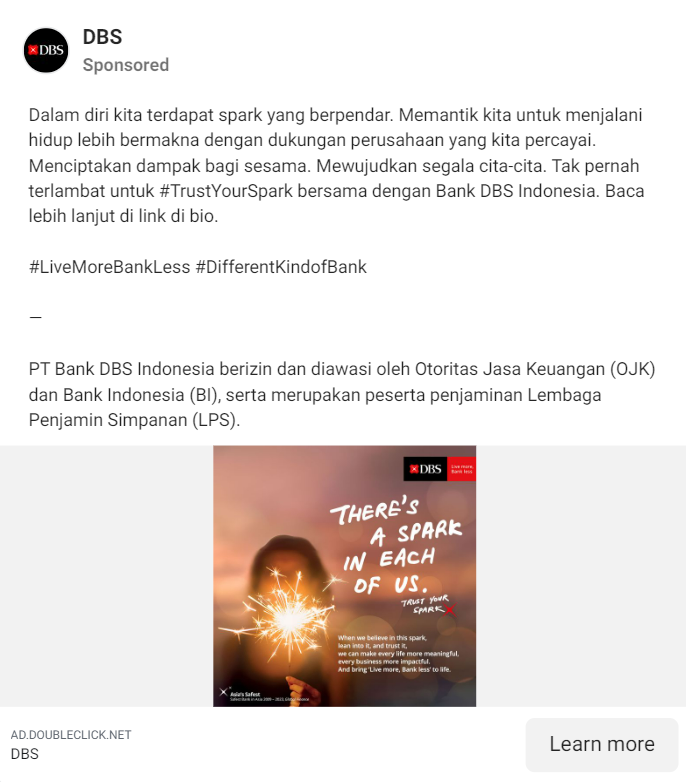 DBS
DBS
Sponsored
Dalam diri kita terdapat spark yang berpendar. Memantik kita untuk menjalani
hidup lebih bermakna dengan dukungan perusahaan yang kita percayai.
Menciptakan dampak bagi sesama. Mewujudkan segala cita-cita. Tak pernah
terlambat untuk #TrustYourSpark bersama dengan Bank DBS Indonesia. Baca
lebih lanjut di link di bio.
#LiveMoreBankLess #DifferentKindofBank
—
PT Bank DBS Indonesia berizin dan diawasi oleh Otoritas Jasa Keuangan (OJK)
dan Bank Indonesia (BI), serta merupakan peserta penjaminan Lembaga
Penjamin Simpanan (LPS).
DBS
Live more,
Bank less
THERE'S
A SPARK
IN EACH
OF US.
TRUST YOUR
SPARK
When we believe in this spark,
lean into it, and trust it,
we can make every life more meaningful,
every business more impactful.
And bring 'Live more, Bank less' to life.
Asia's Safest
Safest Bank in Asia, 2009 – 2023,
AD.DOUBLECLICK.NET
DBS
Learn more